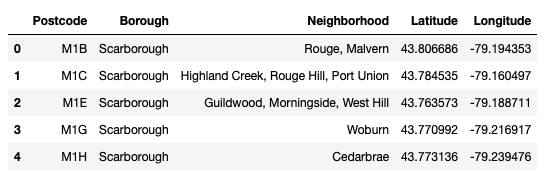 Postcode Borough Neighborhood Latitude Longitude
0 M1B Scarborough Rouge, Malvern 43.806686 -79.194353
1 M1C Scarborough Highland Creek, Rouge Hill, Port Union 43.784535 -79.160497
2 M1E Scarborough Guildwood, Morningside, West Hill 43.763573 -79.188711
3 M1G Scarborough Woburn 43.770992 -79.216917
4 M1H Scarborough Cedarbrae 43.773136 -79.239476